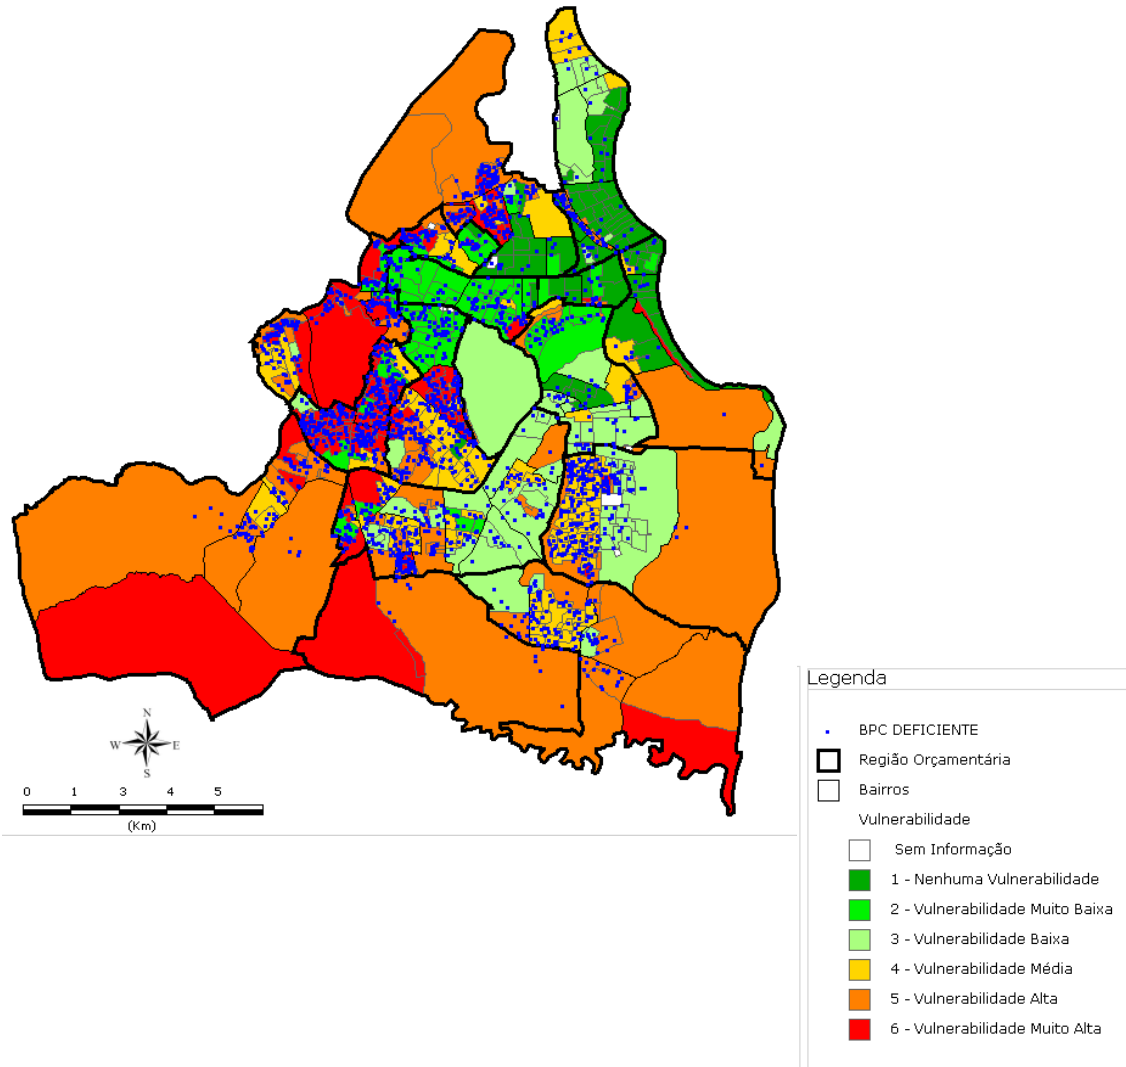 N
W E
S
0 1 3 4 5
(Km)
Legenda
BPC DEFICIENTE
Região Orçamentária
Bairros
Vulnerabilidade
Sem Informação
1 - Nenhuma Vulnerabilidade
2 - Vulnerabilidade Muito Baixa
3 - Vulnerabilidade Baixa
4 - Vulnerabilidade Média
5 - Vulnerabilidade Alta
6 - Vulnerabilidade Muito Alta